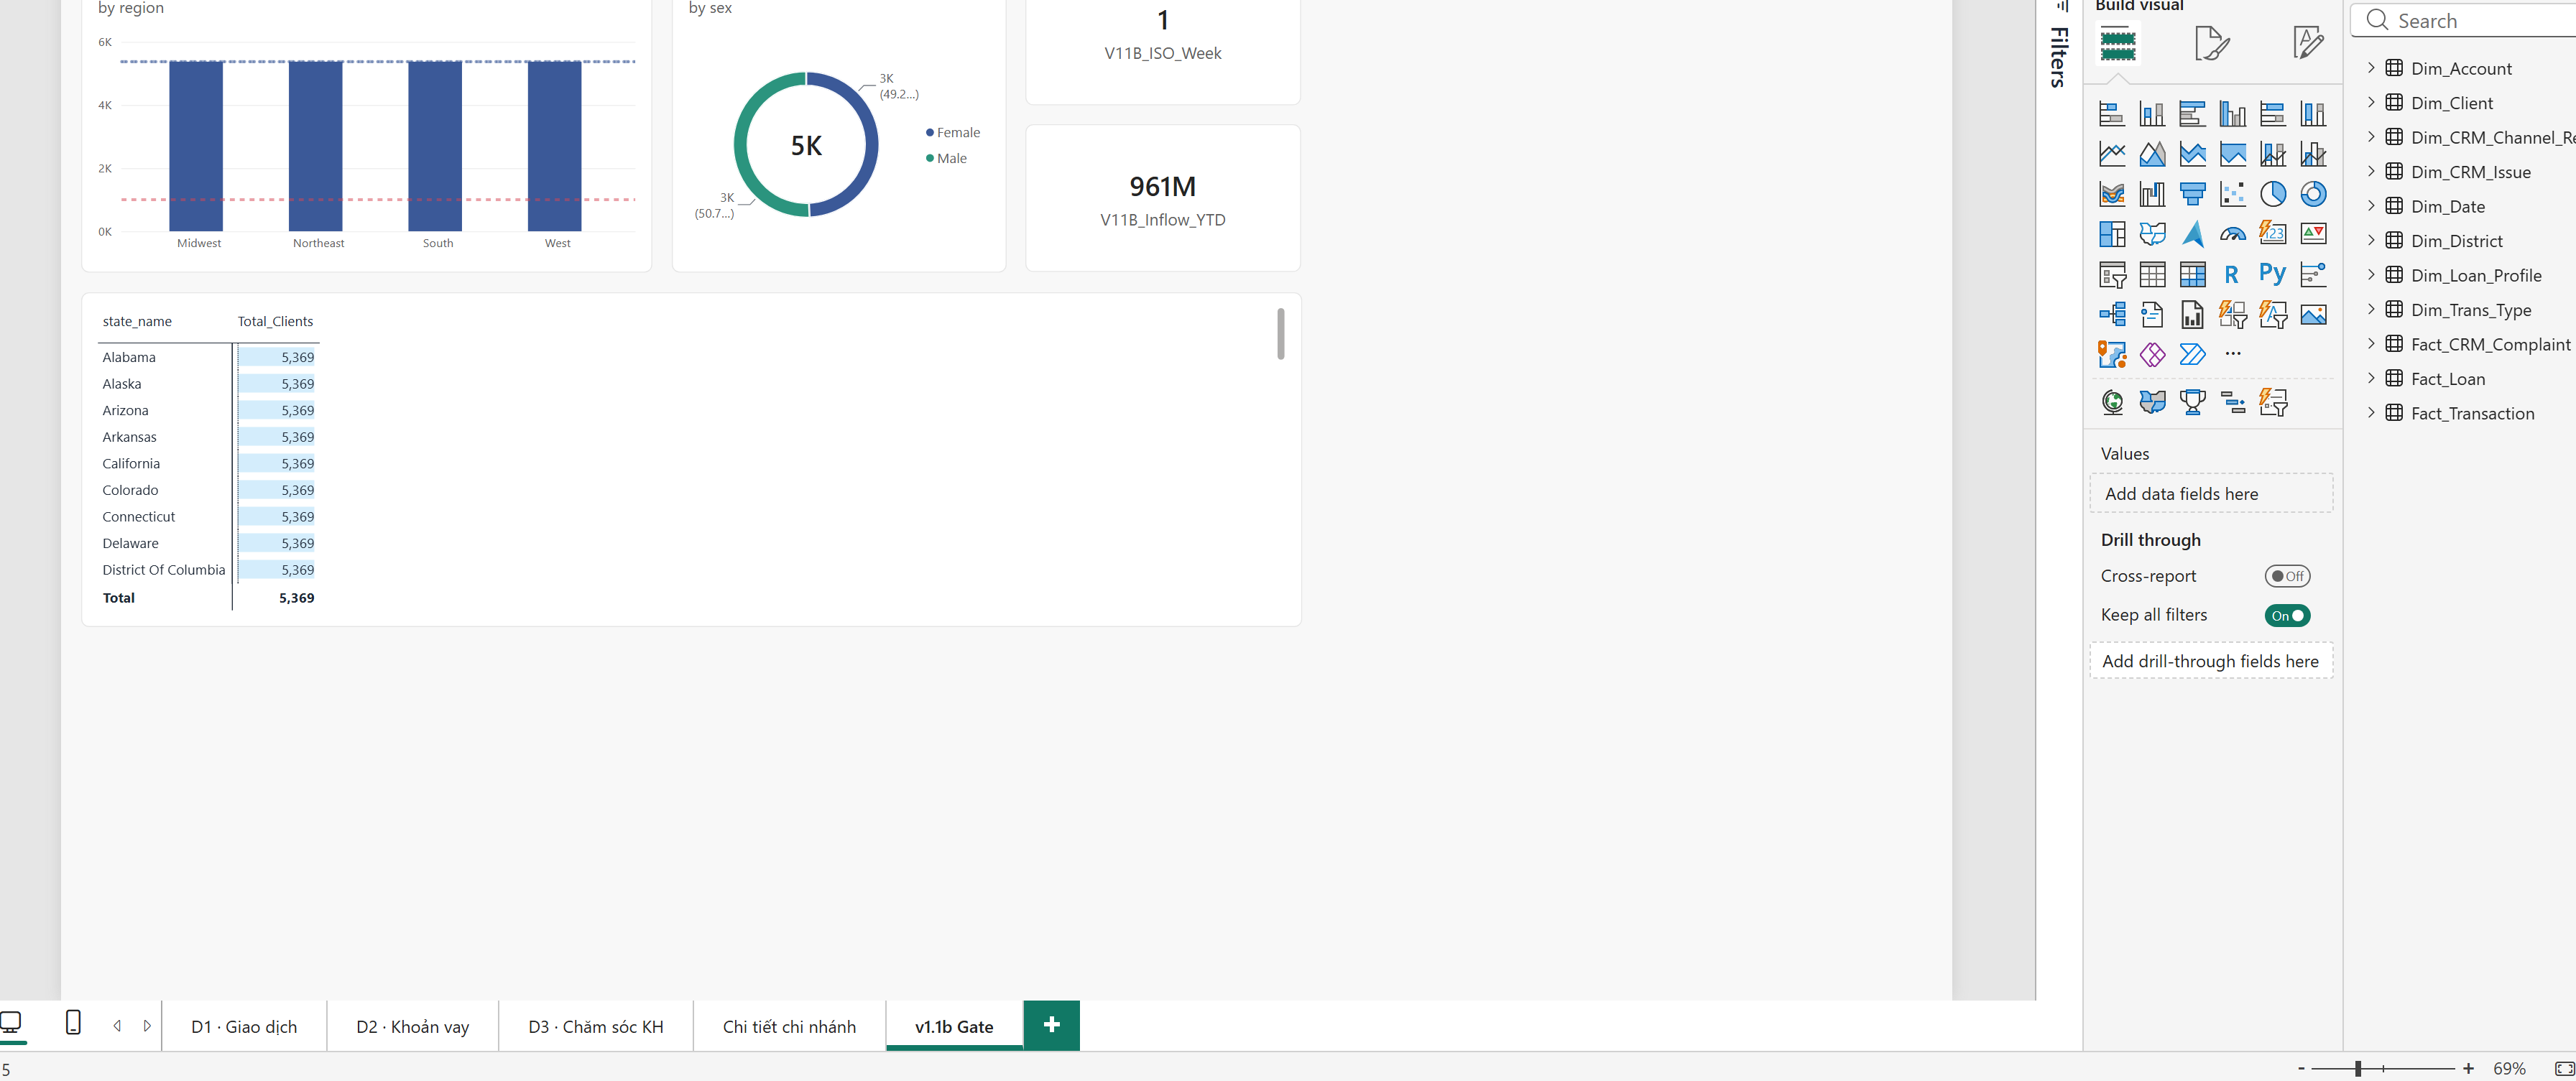 by region
6K
4K
2K
0K
Midwest
Northeast
South
West
by sex
3K
(49.2...)
5K
3K
(50.7...)
Female
Male
1
V11B_ISO_Week
961M
V11B_Inflow_YTD
state_name Total_Clients
Alabama 5,369
Alaska 5,369
Arizona 5,369
Arkansas 5,369
California 5,369
Colorado 5,369
Connecticut 5,369
Delaware 5,369
District Of Columbia 5,369
Total 5,369
Filters
Build visual
R
Py
123
...
Values
Add data fields here
Drill through
Cross-report
Off
Keep all filters
On
Add drill-through fields here
Search
Dim_Account
Dim_Client
Dim_CRM_Channel_Re
Dim_CRM_Issue
Dim_Date
Dim_District
Dim_Loan_Profile
Dim_Trans_Type
Fact_CRM_Complaint
Fact_Loan
Fact_Transaction
D1 · Giao dịch
D2 · Khoản vay
D3 · Chăm sóc KH
Chi tiết chi nhánh
v1.1b Gate
+
5
- + 69%